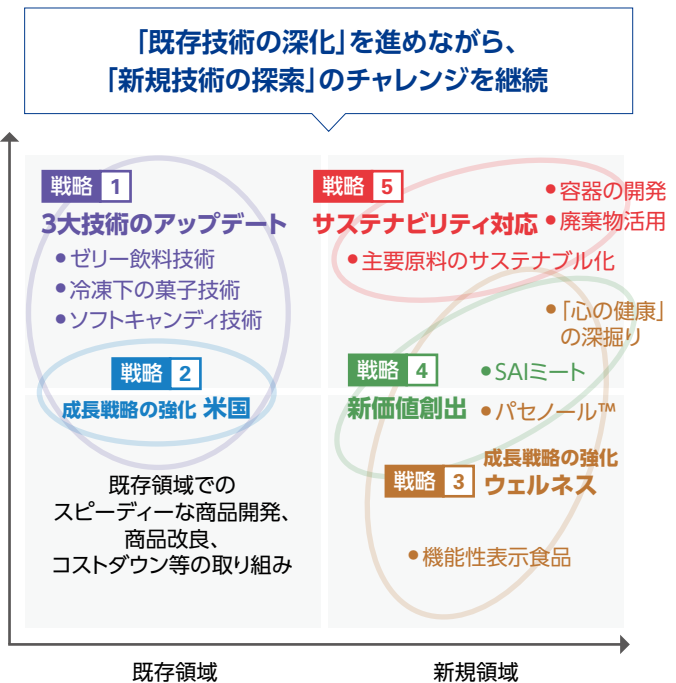 「既存技術の深化」を進めながら、
「新規技術の探索」のチャレンジを継続
戦略 1
3大技術のアップデート
●ゼリー飲料技術
●冷凍下の菓子技術
●ソフトキャンディ技術
戦略 2
成長戦略の強化 米国
既存領域での
スピーディーな商品開発、
商品改良、
コストダウン等の取り組み
戦略 5
サステナビリティ対応
●容器の開発
●廃棄物活用
●主要原料のサステナブル化
●「心の健康」
の深掘り
戦略 4
新価値創出
●SAIミート
●パセノール™
成長戦略の強化
戦略 3 ウェルネス
●機能性表示食品
既存領域
新規領域